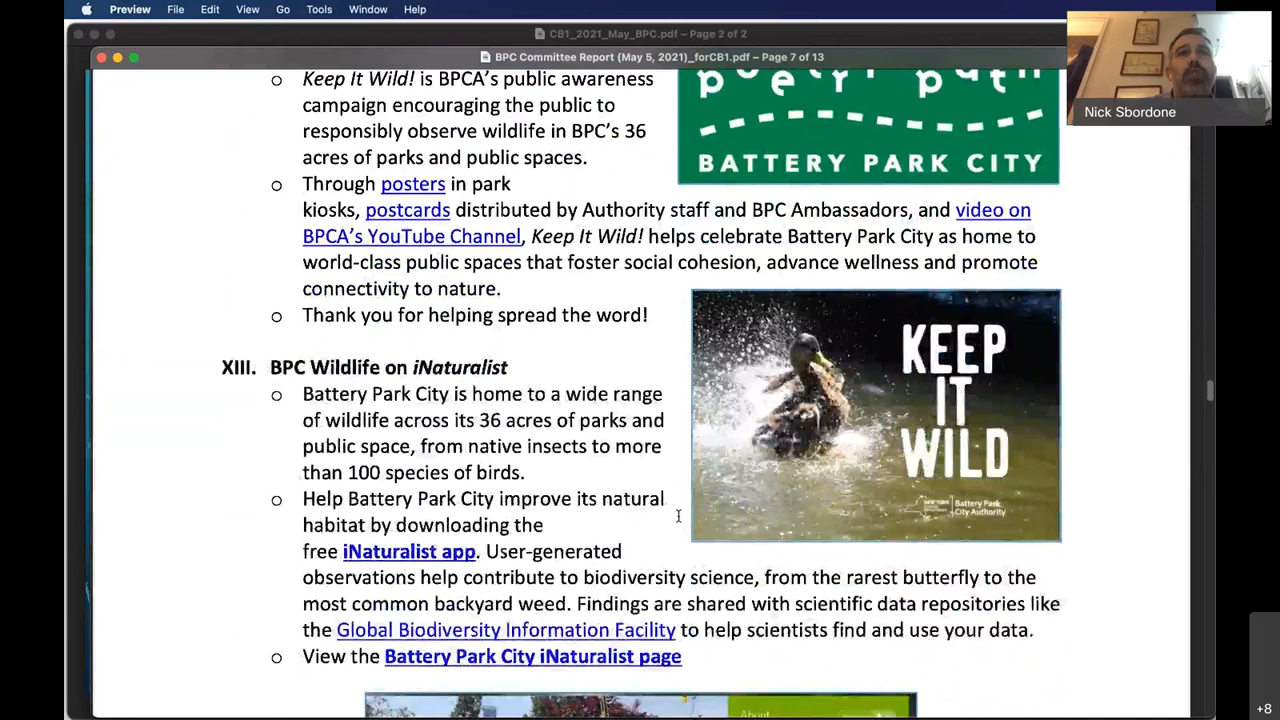 Preview File Edit View Go Tools Window Help
CB1_2021_May_BPC.pdf – Page 2 of 2
BPC Committee Report (May 5, 2021)_forCB1.pdf – Page 7 of 13
Nick Sbordone
poetry path
BATTERY PARK CITY
o Keep It Wild! is BPCA's public awareness
campaign encouraging the public to
responsibly observe wildlife in BPC's 36
acres of parks and public spaces.
o Through posters in park
kiosks, postcards distributed by Authority staff and BPC Ambassadors, and video on
BPCA's YouTube Channel, Keep It Wild! helps celebrate Battery Park City as home to
world-class public spaces that foster social cohesion, advance wellness and promote
connectivity to nature.
o Thank you for helping spread the word!
XIII. BPC Wildlife on iNaturalist
o Battery Park City is home to a wide range
of wildlife across its 36 acres of parks and
public space, from native insects to more
than 100 species of birds.
o Help Battery Park City improve its natural
habitat by downloading the
free iNaturalist app. User-generated
observations help contribute to biodiversity science, from the rarest butterfly to the
most common backyard weed. Findings are shared with scientific data repositories like
the Global Biodiversity Information Facility to help scientists find and use your data.
o View the Battery Park City iNaturalist page
KEEP
IT
WILD
Battery Park
City Authority
About
+8